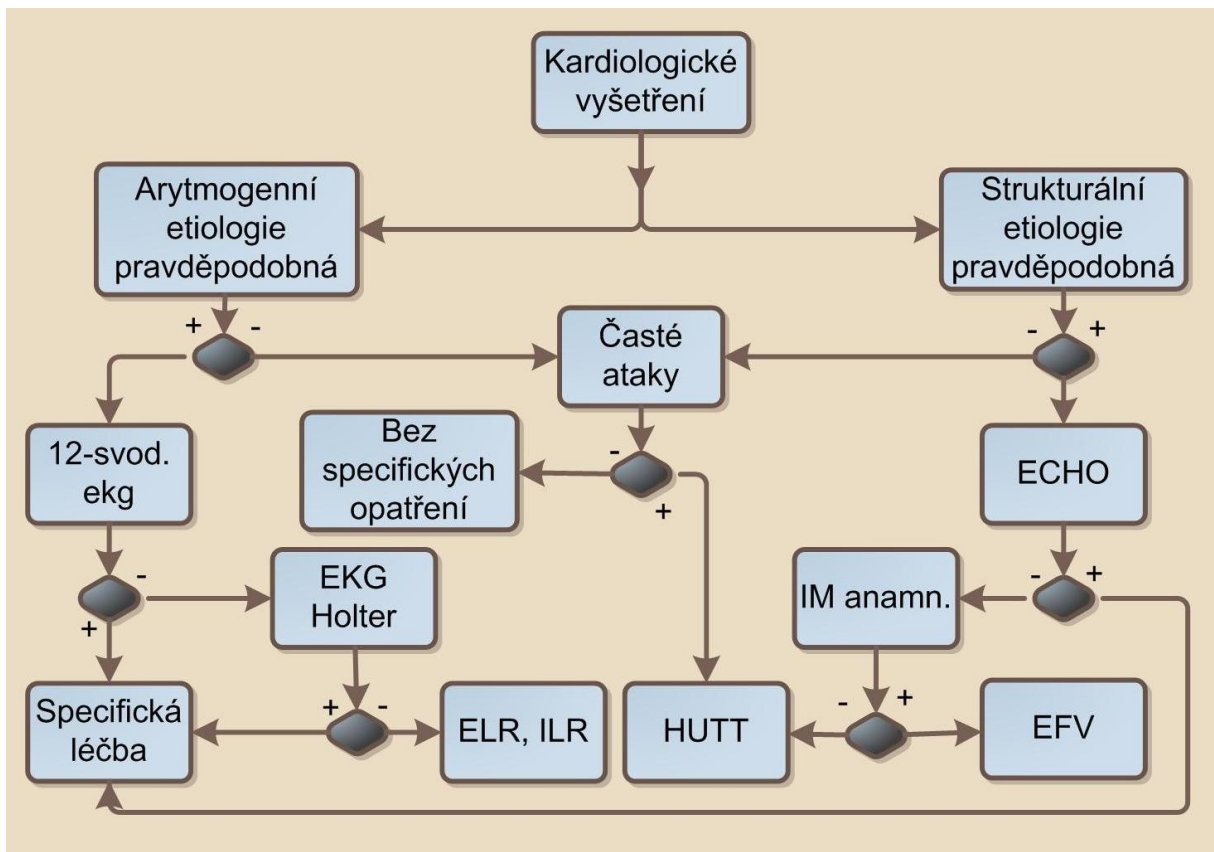 Kardiologické
vyšetření
Arytmogenní
etiologie
pravděpodobná
Strukturální
etiologie
pravděpodobná
+ -
Časté
ataky
- +
12-svod.
ekg
Bez
specifických
opatření
-
+
ECHO
-
+
EKG
Holter
IM anamn.
- +
Specifická
léčba
+ -
ELR, ILR
HUTT
- +
EFV